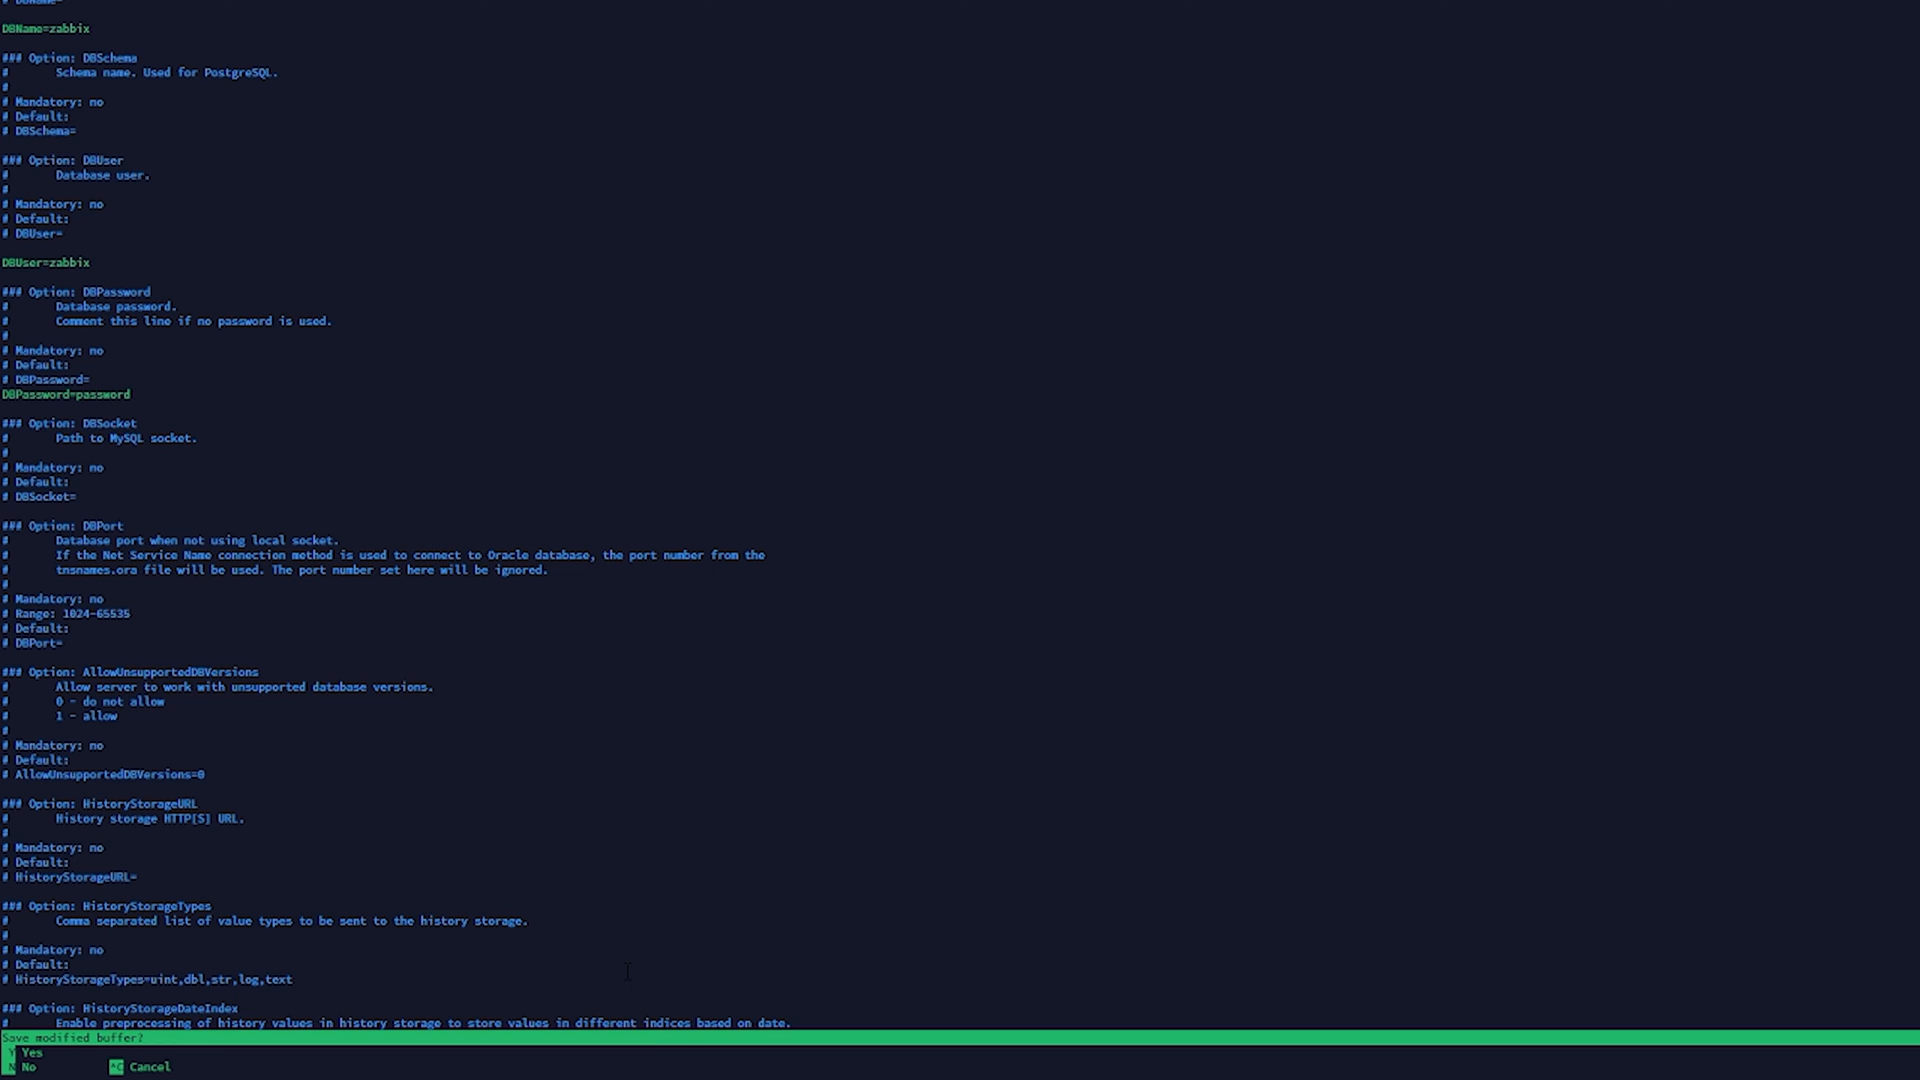 # DBName=
DBName=zabbix
### Option: DBSchema
# Schema name. Used for PostgreSQL.
#
# Mandatory: no
# Default:
# DBSchema=
### Option: DBUser
# Database user.
#
# Mandatory: no
# Default:
# DBUser=
DBUser=zabbix
### Option: DBPassword
# Database password.
# Comment this line if no password is used.
#
# Mandatory: no
# Default:
# DBPassword=
DBPassword=password
### Option: DBSocket
# Path to MySQL socket.
#
# Mandatory: no
# Default:
# DBSocket=
### Option: DBPort
# Database port when not using local socket.
# If the Net Service Name connection method is used to connect to Oracle database, the port number from the
# tnsnames.ora file will be used. The port number set here will be ignored.
#
# Mandatory: no
# Range: 1024-65535
# Default:
# DBPort=
### Option: AllowUnsupportedDBVersions
# Allow server to work with unsupported database versions.
# 0 - do not allow
# 1 - allow
#
# Mandatory: no
# Default:
# AllowUnsupportedDBVersions=0
### Option: HistoryStorageURL
# History storage HTTP[S] URL.
#
# Mandatory: no
# Default:
# HistoryStorageURL=
### Option: HistoryStorageTypes
# Comma separated list of value types to be sent to the history storage.
#
# Mandatory: no
# Default:
# HistoryStorageTypes=uint,dbl,str,log,text
### Option: HistoryStorageDateIndex
# Enable preprocessing of history values in history storage to store values in different indices based on date.
Save modified buffer?
Y Yes
N No ^C Cancel